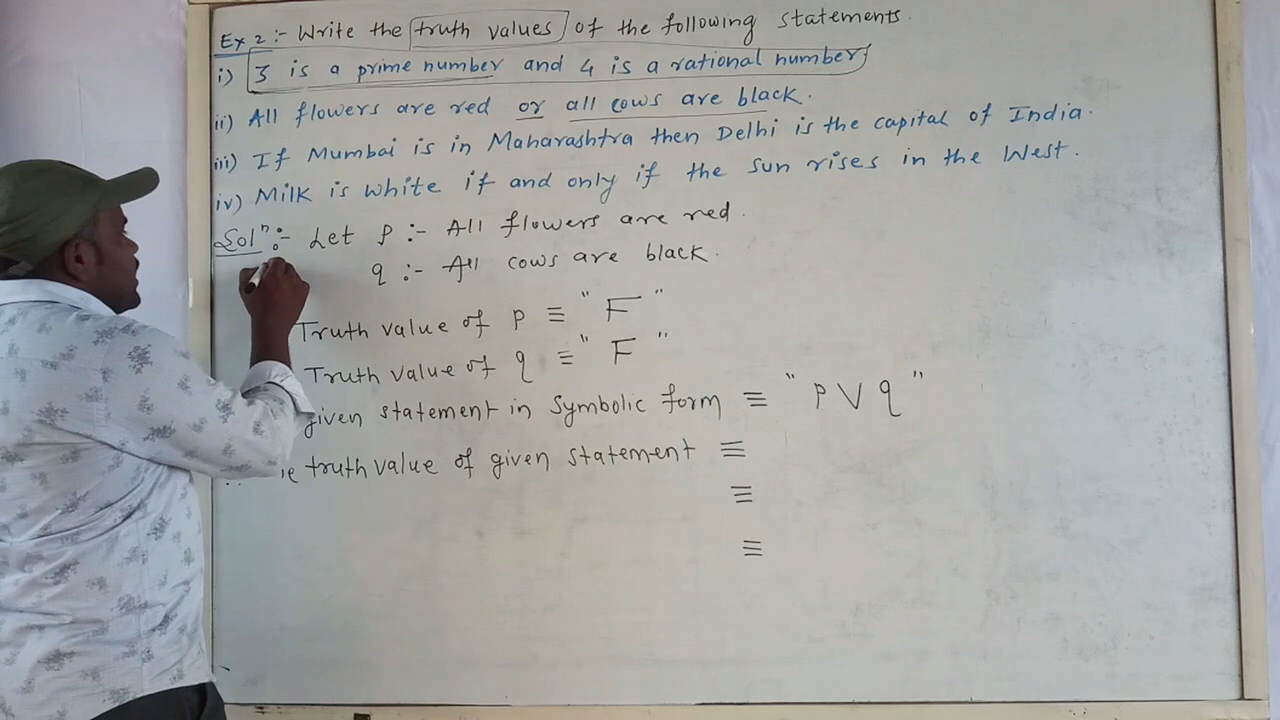 Ex 2 :- Write the truth values of the following statements.
i) 3 is a prime number and 4 is a rational number
ii) All flowers are red or all cows are black.
iii) If Mumbai is in Maharashtra then Delhi is the capital of India.
iv) Milk is white if and only if the sun rises in the West.
Solⁿ :- Let p :- All flowers are red.
q :- All cows are black.
Truth value of p ≡ "F"
Truth value of q ≡ "F"
given statement in Symbolic form ≡ "p ∨ q"
truth value of given statement ≡
≡
≡